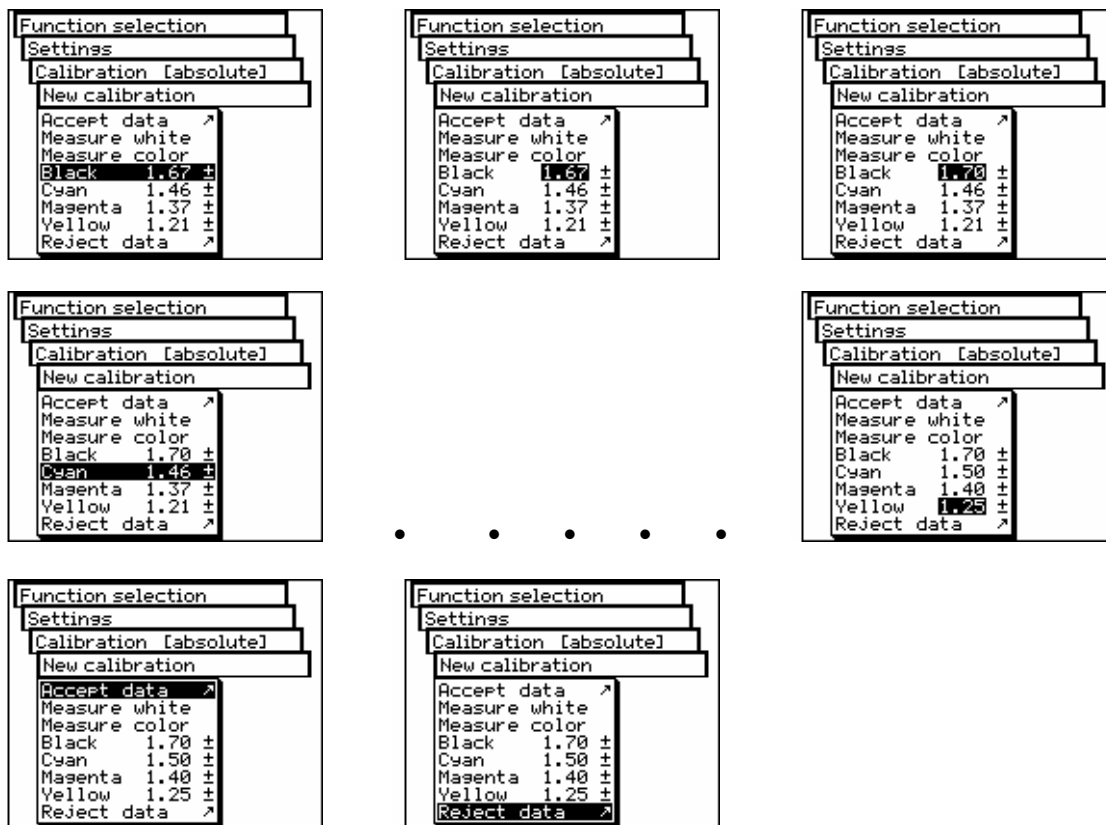 Function selection
Settings
Calibration [absolute]
New calibration
Accept data ↗
Measure white
Measure color
Black 1.67 ±
Cyan 1.46 ±
Magenta 1.37 ±
Yellow 1.21 ±
Reject data ↗
Function selection
Settings
Calibration [absolute]
New calibration
Accept data ↗
Measure white
Measure color
Black 1.67 ±
Cyan 1.46 ±
Magenta 1.37 ±
Yellow 1.21 ±
Reject data ↗
Function selection
Settings
Calibration [absolute]
New calibration
Accept data ↗
Measure white
Measure color
Black 1.70 ±
Cyan 1.46 ±
Magenta 1.37 ±
Yellow 1.21 ±
Reject data ↗
Function selection
Settings
Calibration [absolute]
New calibration
Accept data ↗
Measure white
Measure color
Black 1.70 ±
Cyan 1.46 ±
Magenta 1.37 ±
Yellow 1.21 ±
Reject data ↗
• • • • •
Function selection
Settings
Calibration [absolute]
New calibration
Accept data ↗
Measure white
Measure color
Black 1.70 ±
Cyan 1.50 ±
Magenta 1.40 ±
Yellow 1.25 ±
Reject data ↗
Function selection
Settings
Calibration [absolute]
New calibration
Accept data ↗
Measure white
Measure color
Black 1.70 ±
Cyan 1.50 ±
Magenta 1.40 ±
Yellow 1.25 ±
Reject data ↗
Function selection
Settings
Calibration [absolute]
New calibration
Accept data ↗
Measure white
Measure color
Black 1.70 ±
Cyan 1.50 ±
Magenta 1.40 ±
Yellow 1.25 ±
Reject data ↗